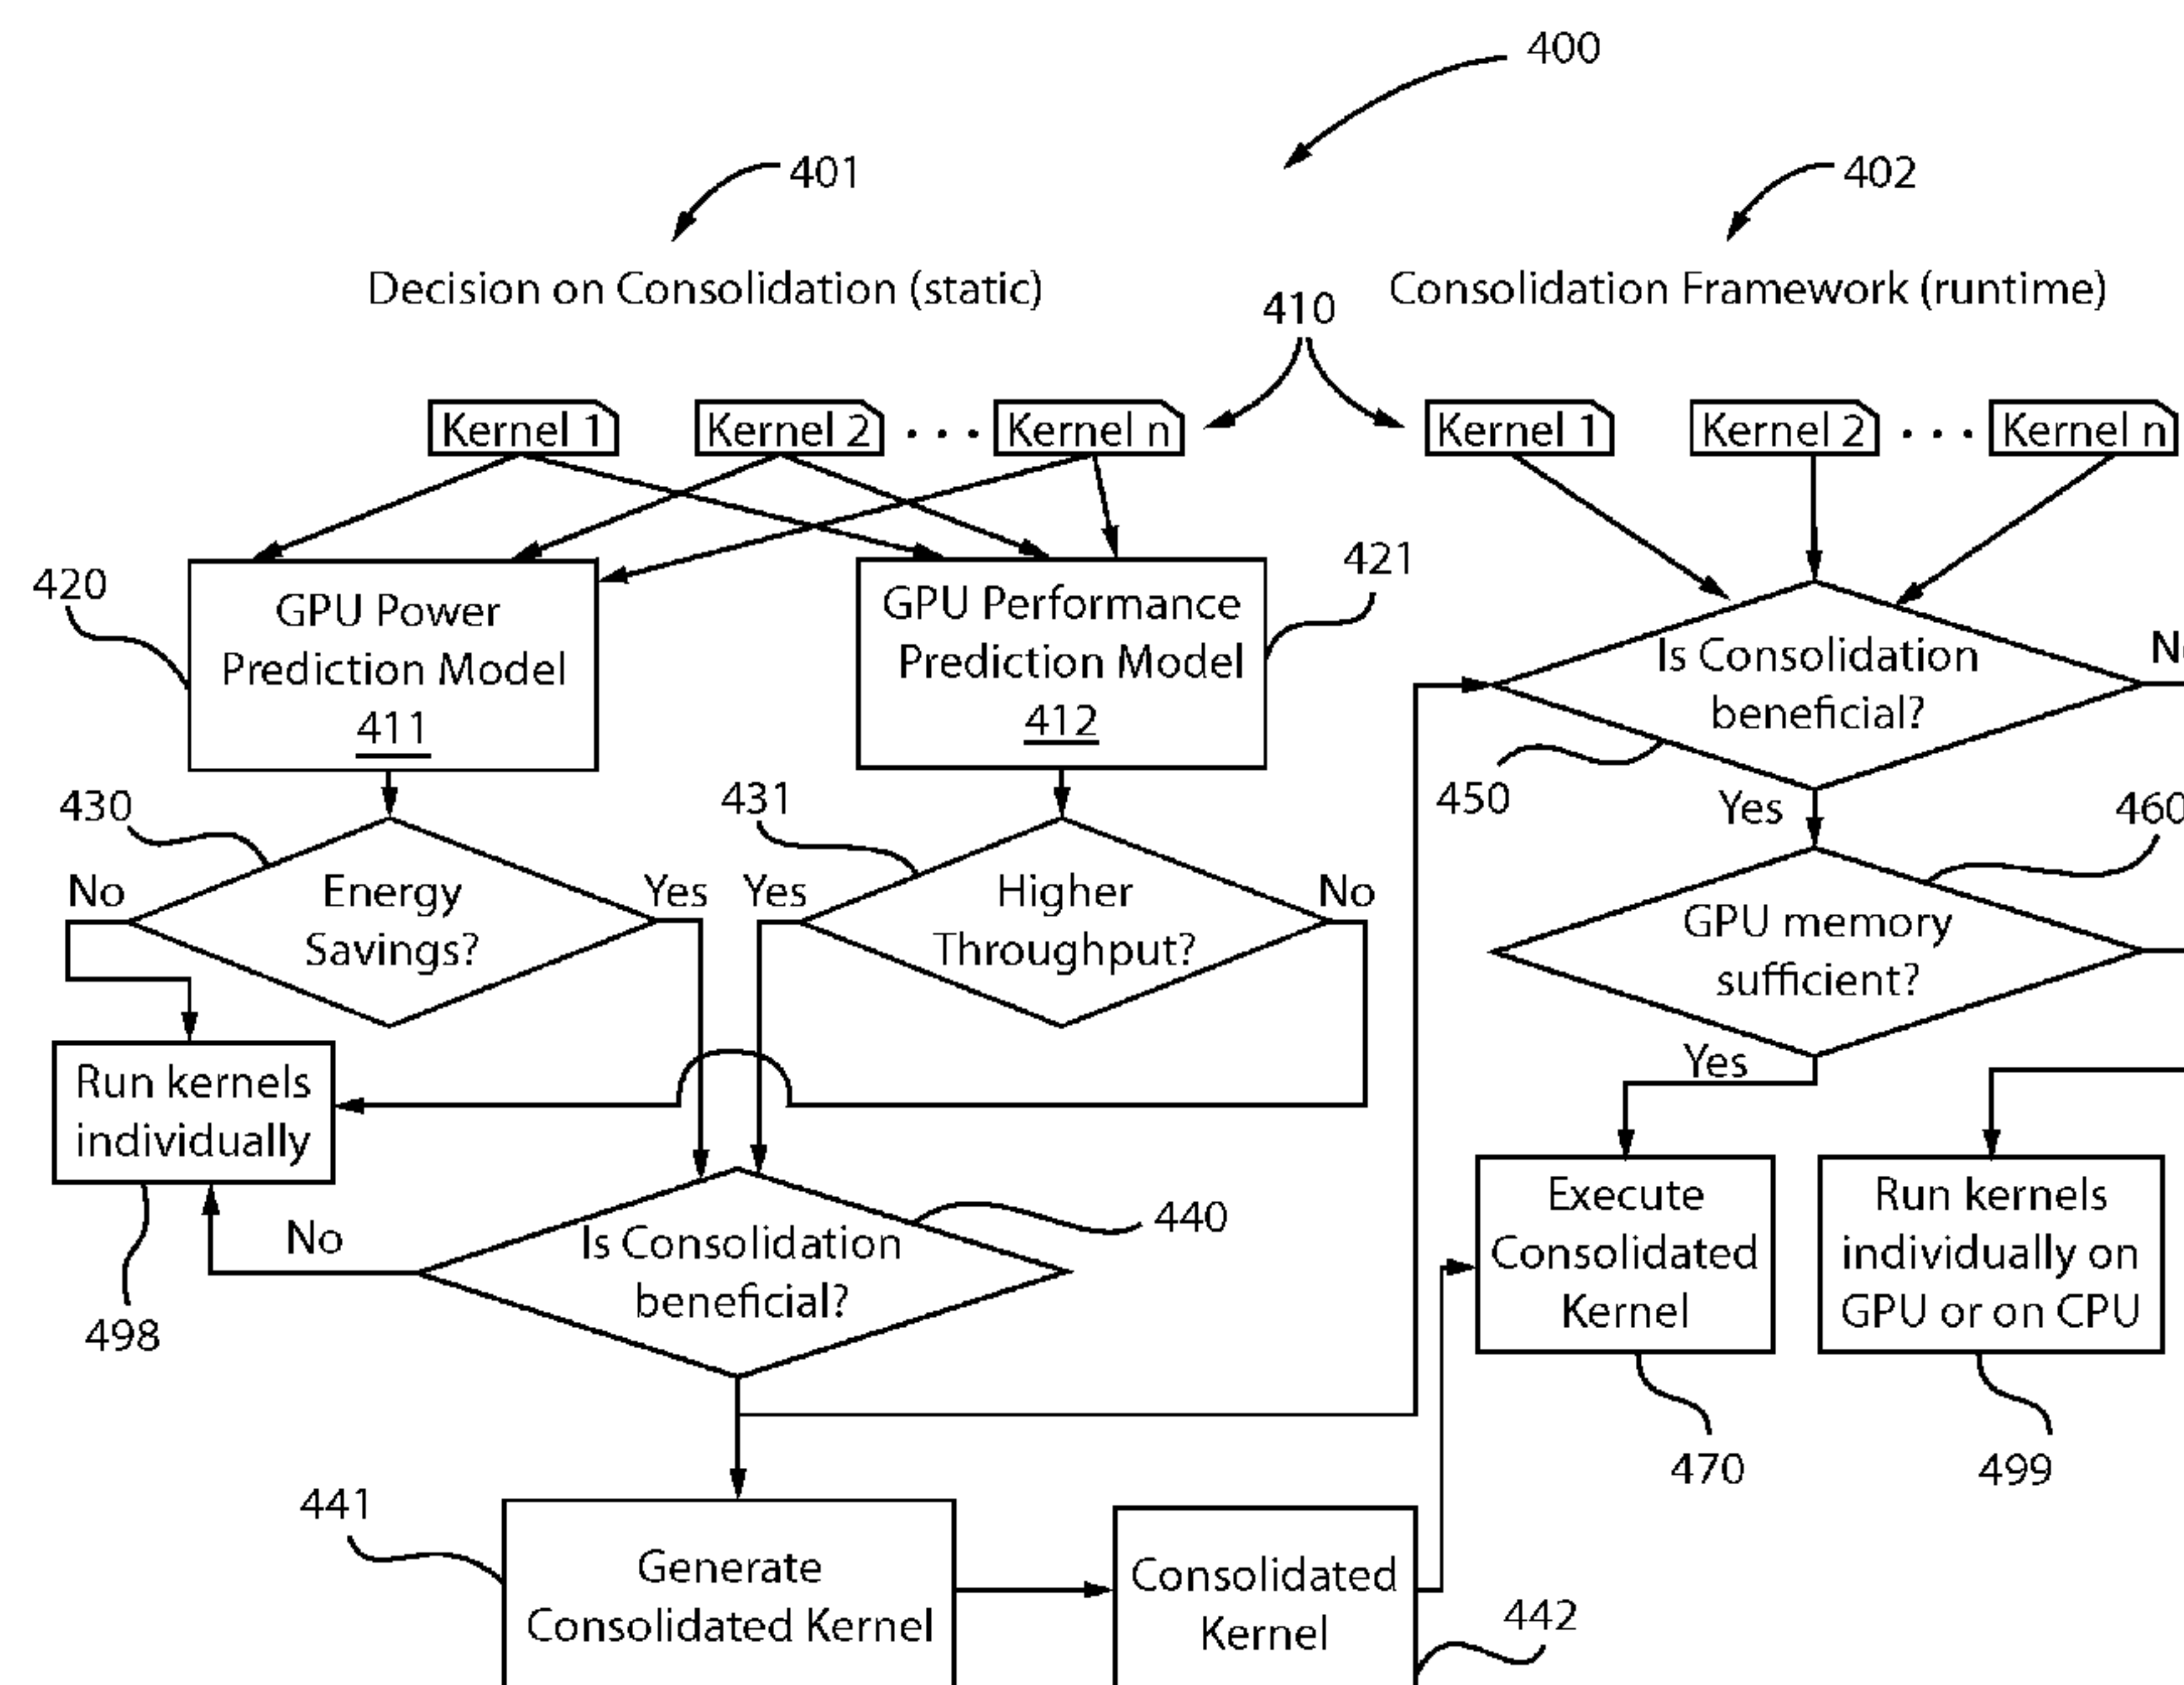 400
401
402
Decision on Consolidation (static)
Consolidation Framework (runtime)
410
Kernel 1
Kernel 2
...
Kernel n
Kernel 1
Kernel 2
...
Kernel n
420
GPU Power
Prediction Model
411
GPU Performance
Prediction Model
412
421
Is Consolidation
beneficial?
450
Yes
430
No
Energy
Savings?
Yes
431
Yes
Higher
Throughput?
No
460
GPU memory
sufficient?
Yes
Run kernels
individually
498
No
Is Consolidation
beneficial?
440
Execute
Consolidated
Kernel
470
Run kernels
individually on
GPU or on CPU
499
441
Generate
Consolidated Kernel
Consolidated
Kernel
442